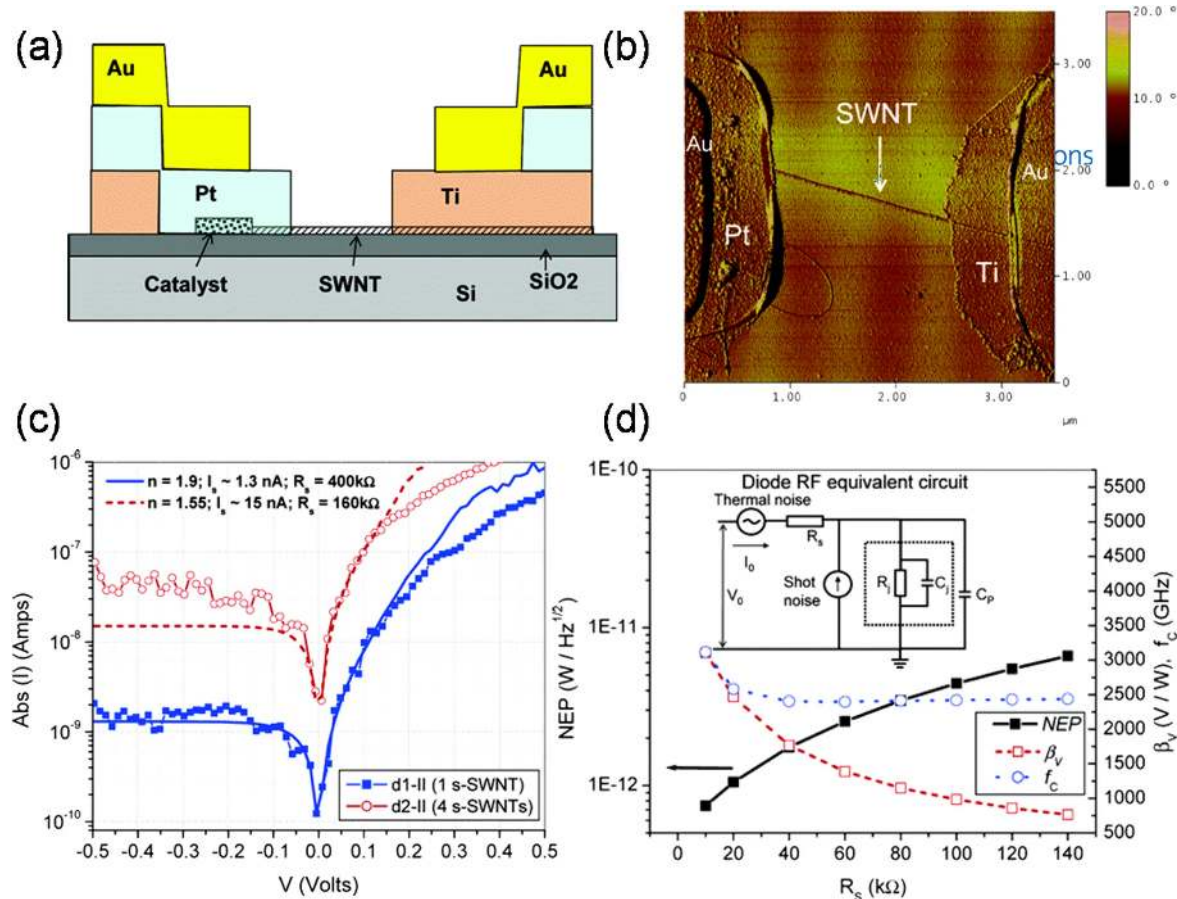 (a)
Au
Au
Pt
Ti
Catalyst
SWNT
Si
SiO2
(b)
20.0 °
10.0 °
0.0 °
3.00
2.00
1.00
0
SWNT
Au
Au
ons
Pt
Ti
0
1.00
2.00
3.00
µm
(c)
10⁻⁶
10⁻⁷
10⁻⁸
10⁻⁹
10⁻¹⁰
Abs (I) (Amps)
n = 1.9; Iₛ ~ 1.3 nA; Rₛ = 400kΩ
n = 1.55; Iₛ ~ 15 nA; Rₛ = 160kΩ
d1-II (1 s-SWNT)
d2-II (4 s-SWNTs)
-0.5 -0.4 -0.3 -0.2 -0.1 0.0 0.1 0.2 0.3 0.4 0.5
V (Volts)
(d)
1E-10
1E-11
1E-12
NEP (W / Hz^1/2)
Diode RF equivalent circuit
Thermal noise
Rₛ
I₀
V₀
Shot noise
Rⱼ
Cⱼ
C_P
5500
5000
4500
4000
3500
3000
2500
2000
1500
1000
500
β_V (V / W), f_C (GHz)
NEP
β_V
f_C
0 20 40 60 80 100 120 140
Rₛ (kΩ)